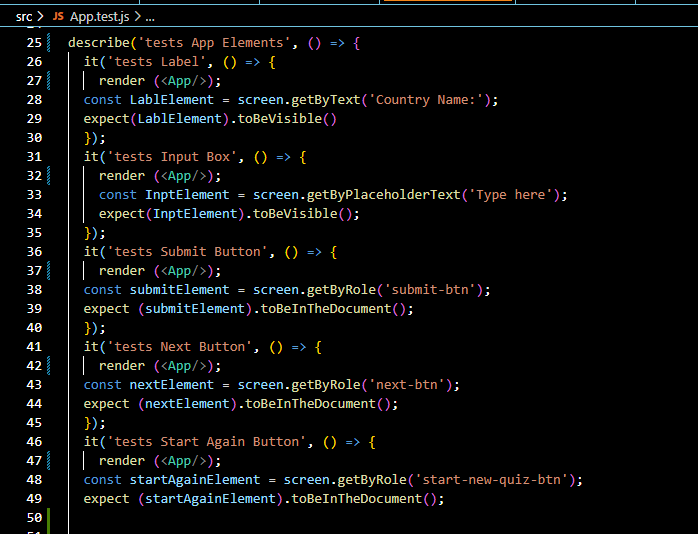 src > JS App.test.js > ...
25 describe('tests App Elements', () => {
26 it('tests Label', () => {
27 render (<App/>);
28 const LablElement = screen.getByText('Country Name:');
29 expect(LablElement).toBeVisible()
30 });
31 it('tests Input Box', () => {
32 render (<App/>);
33 const InptElement = screen.getByPlaceholderText('Type here');
34 expect(InptElement).toBeVisible();
35 });
36 it('tests Submit Button', () => {
37 render (<App/>);
38 const submitElement = screen.getByRole('submit-btn');
39 expect (submitElement).toBeInTheDocument();
40 });
41 it('tests Next Button', () => {
42 render (<App/>);
43 const nextElement = screen.getByRole('next-btn');
44 expect (nextElement).toBeInTheDocument();
45 });
46 it('tests Start Again Button', () => {
47 render (<App/>);
48 const startAgainElement = screen.getByRole('start-new-quiz-btn');
49 expect (startAgainElement).toBeInTheDocument();
50